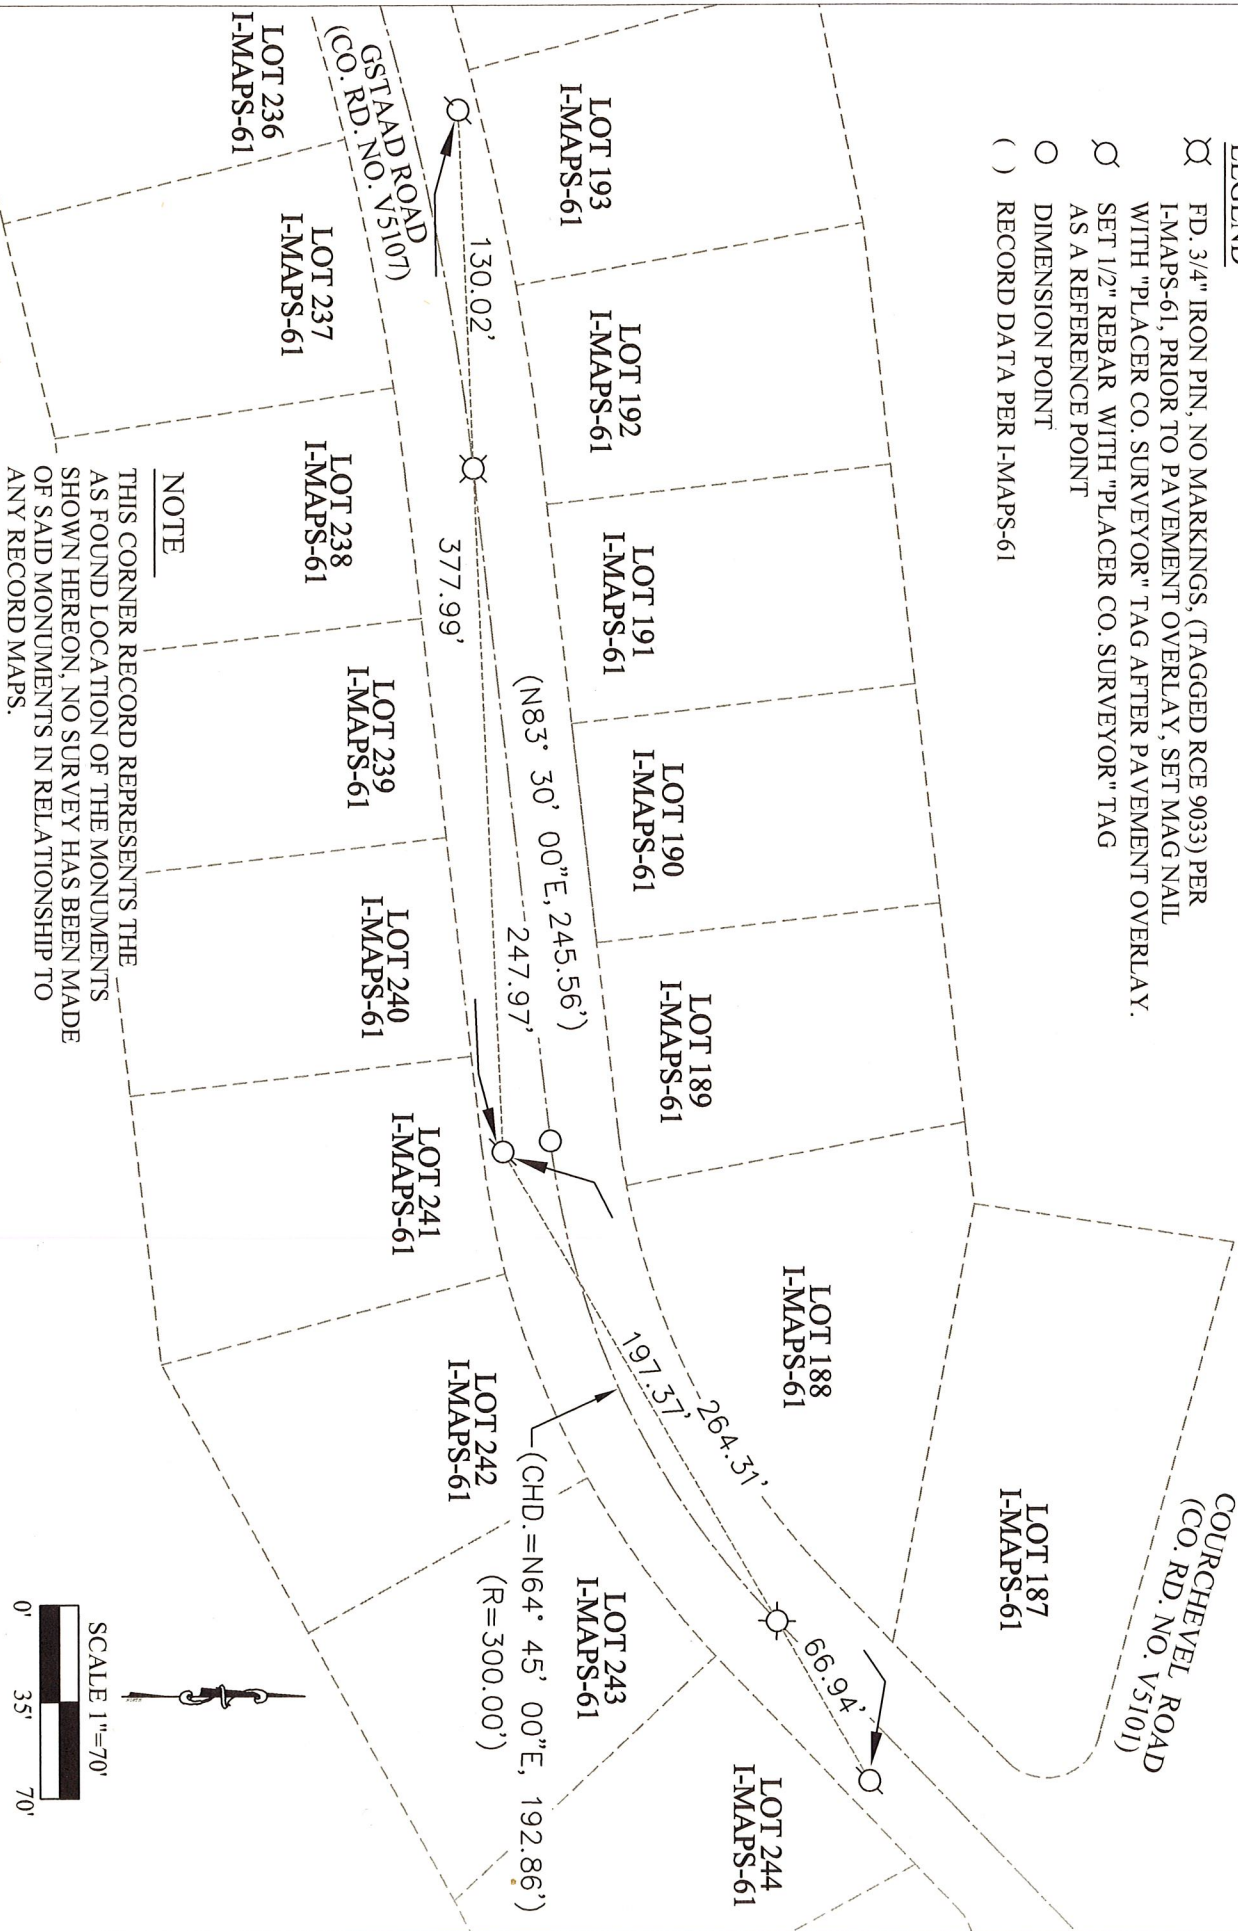 LEGEND
FD. 3/4" IRON PIN, NO MARKINGS, (TAGGED RCE 9033) PER
I-MAPS-61, PRIOR TO PAVEMENT OVERLAY, SET MAG NAIL
WITH "PLACER CO. SURVEYOR" TAG AFTER PAVEMENT OVERLAY.
SET 1/2" REBAR WITH "PLACER CO. SURVEYOR" TAG
AS A REFERENCE POINT
DIMENSION POINT
( ) RECORD DATA PER I-MAPS-61
COURCHEVEL ROAD
(CO. RD. NO. V5101)
LOT 187
I-MAPS-61
LOT 188
I-MAPS-61
LOT 193
I-MAPS-61
LOT 192
I-MAPS-61
LOT 191
I-MAPS-61
LOT 190
I-MAPS-61
LOT 189
I-MAPS-61
264.31'
197.37'
66.94'
LOT 244
I-MAPS-61
(N83° 30' 00"E, 245.56')
247.97'
130.02'
377.99'
GSTAAD ROAD
(CO. RD. NO. V5107)
(CHD.=N64° 45' 00"E, 192.86')
(R=300.00')
LOT 243
I-MAPS-61
LOT 236
I-MAPS-61
LOT 237
I-MAPS-61
LOT 238
I-MAPS-61
LOT 239
I-MAPS-61
LOT 240
I-MAPS-61
LOT 241
I-MAPS-61
LOT 242
I-MAPS-61
NOTE
THIS CORNER RECORD REPRESENTS THE
AS FOUND LOCATION OF THE MONUMENTS
SHOWN HEREON, NO SURVEY HAS BEEN MADE
OF SAID MONUMENTS IN RELATIONSHIP TO
ANY RECORD MAPS.
SCALE 1"=70'
0' 35' 70'